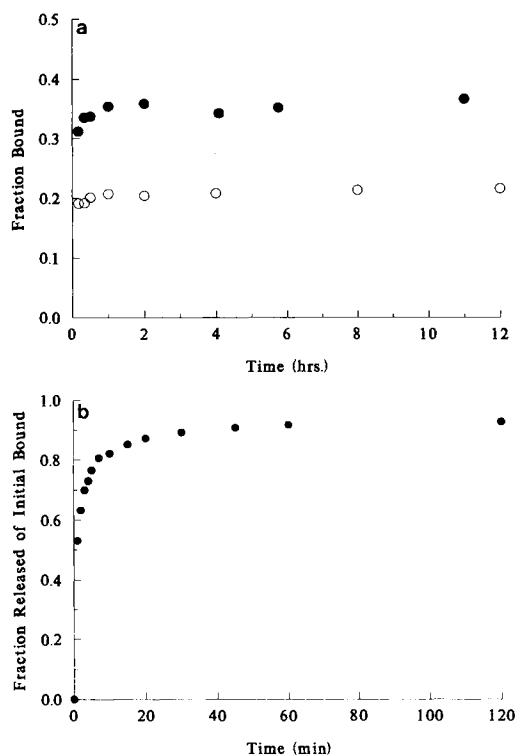 a
0.5
0.4
0.3
0.2
0.1
0.0
Fraction Bound
0 2 4 6 8 10 12
Time (hrs.)
b
1.0
0.8
0.6
0.4
0.2
0.0
Fraction Released of Initial Bound
0 20 40 60 80 100 120
Time (min)